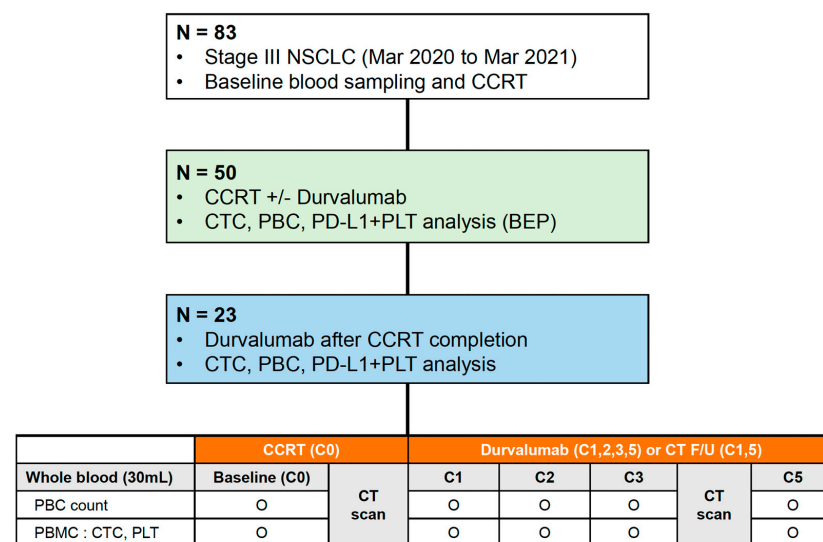 N = 83
• Stage III NSCLC (Mar 2020 to Mar 2021)
• Baseline blood sampling and CCRT
N = 50
• CCRT +/- Durvalumab
• CTC, PBC, PD-L1+PLT analysis (BEP)
N = 23
• Durvalumab after CCRT completion
• CTC, PBC, PD-L1+PLT analysis
CCRT (C0) Durvalumab (C1,2,3,5) or CT F/U (C1,5)
Whole blood (30mL) Baseline (C0) CT scan C1 C2 C3 CT scan C5
PBC count O O O O O
PBMC : CTC, PLT O O O O O